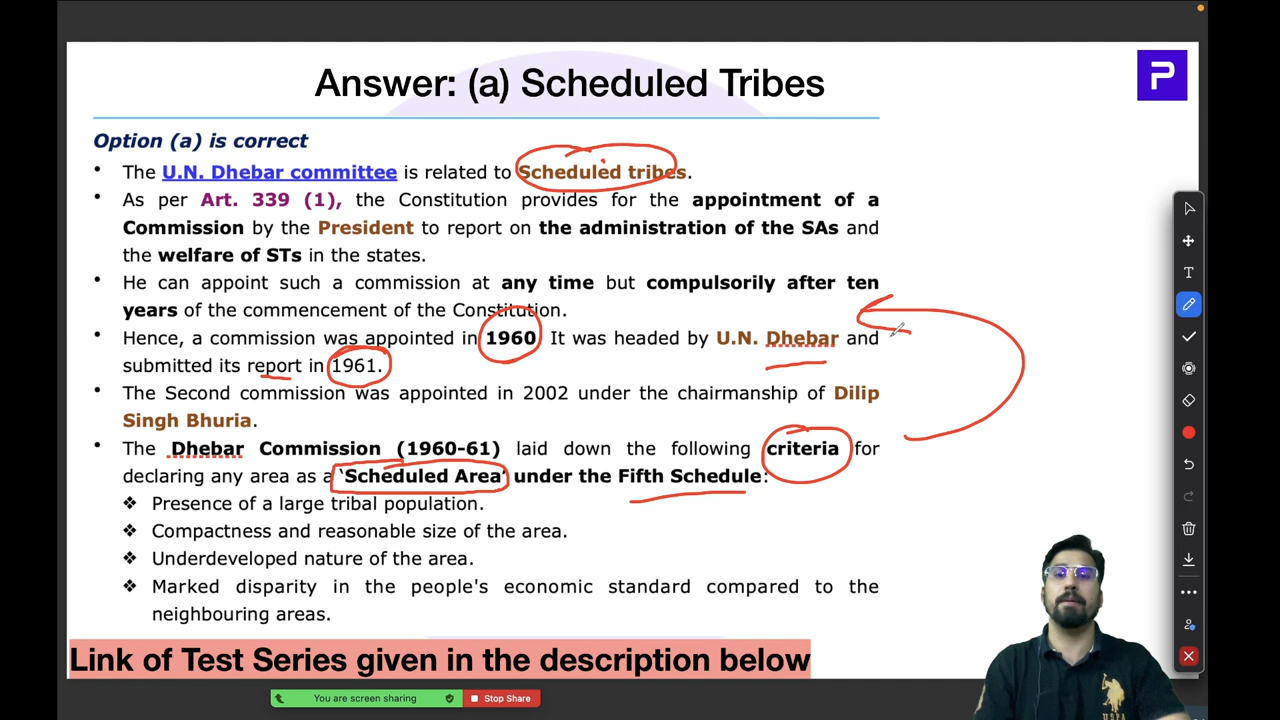 Answer: (a) Scheduled Tribes
P
Option (a) is correct
• The U.N. Dhebar committee is related to Scheduled tribes.
• As per Art. 339 (1), the Constitution provides for the appointment of a
Commission by the President to report on the administration of the SAs and
the welfare of STs in the states.
• He can appoint such a commission at any time but compulsorily after ten
years of the commencement of the Constitution.
• Hence, a commission was appointed in 1960 It was headed by U.N. Dhebar and
submitted its report in 1961.
• The Second commission was appointed in 2002 under the chairmanship of Dilip
Singh Bhuria.
• The Dhebar Commission (1960-61) laid down the following criteria for
declaring any area as a 'Scheduled Area' under the Fifth Schedule:
❖ Presence of a large tribal population.
❖ Compactness and reasonable size of the area.
❖ Underdeveloped nature of the area.
❖ Marked disparity in the people's economic standard compared to the
neighbouring areas.
Link of Test Series given in the description below
You are screen sharing Stop Share
T
USPA